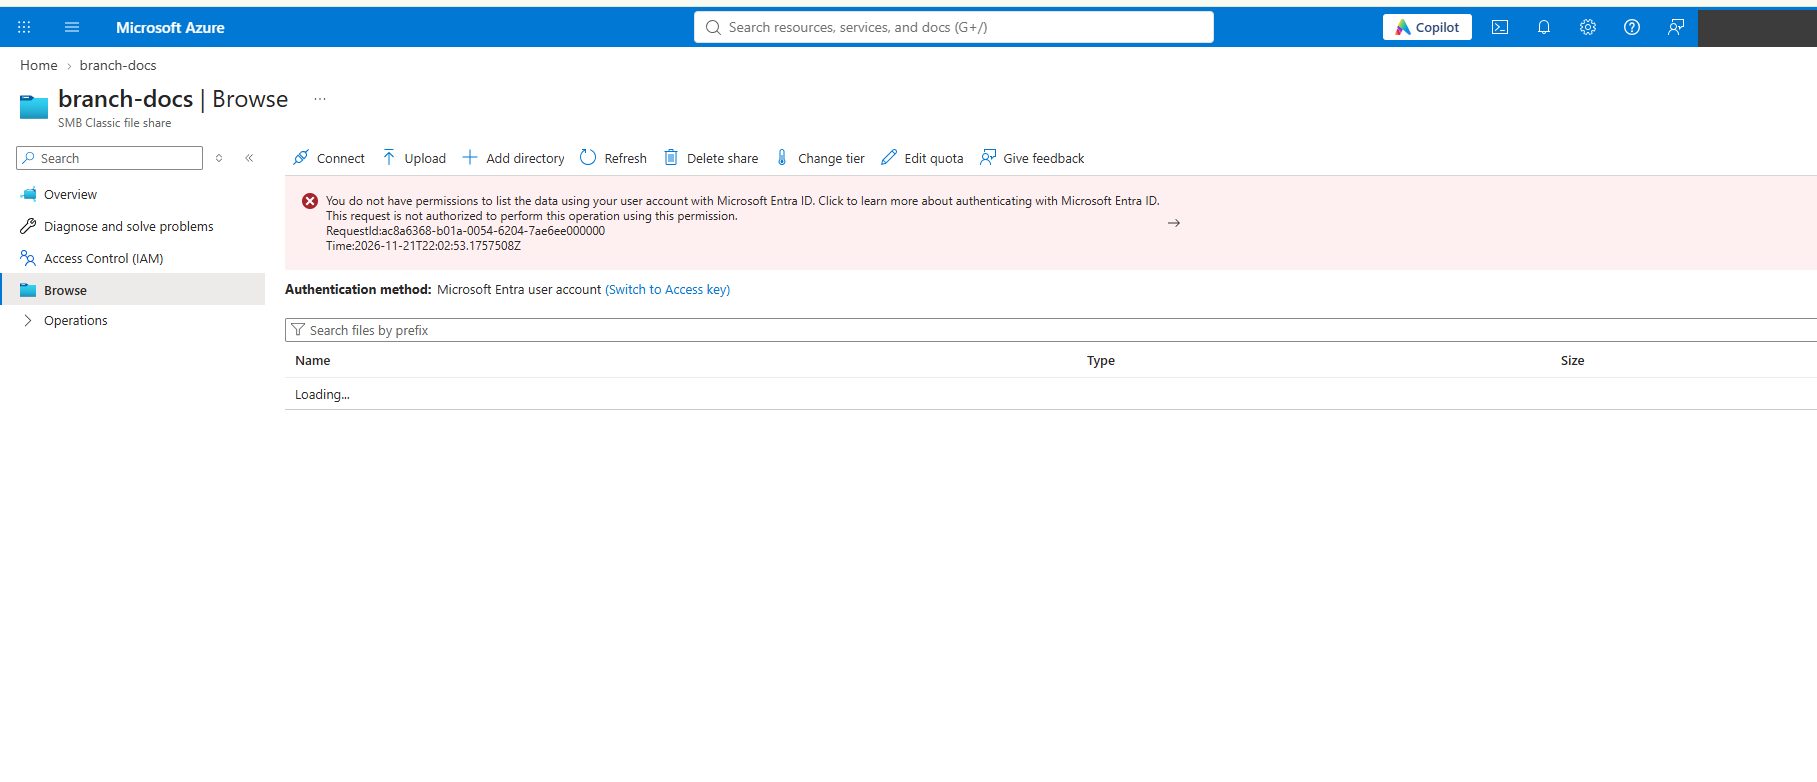 Microsoft Azure
Search resources, services, and docs (G+/)
Copilot
Home > branch-docs
branch-docs | Browse ...
SMB Classic file share
Search
Overview
Diagnose and solve problems
Access Control (IAM)
Browse
Operations
Connect Upload Add directory Refresh Delete share Change tier Edit quota Give feedback
You do not have permissions to list the data using your user account with Microsoft Entra ID. Click to learn more about authenticating with Microsoft Entra ID.
This request is not authorized to perform this operation using this permission.
RequestId:ac8a6368-b01a-0054-6204-7ae6ee000000
Time:2026-11-21T22:02:53.1757508Z
Authentication method: Microsoft Entra user account (Switch to Access key)
Search files by prefix
Name Type Size
Loading...